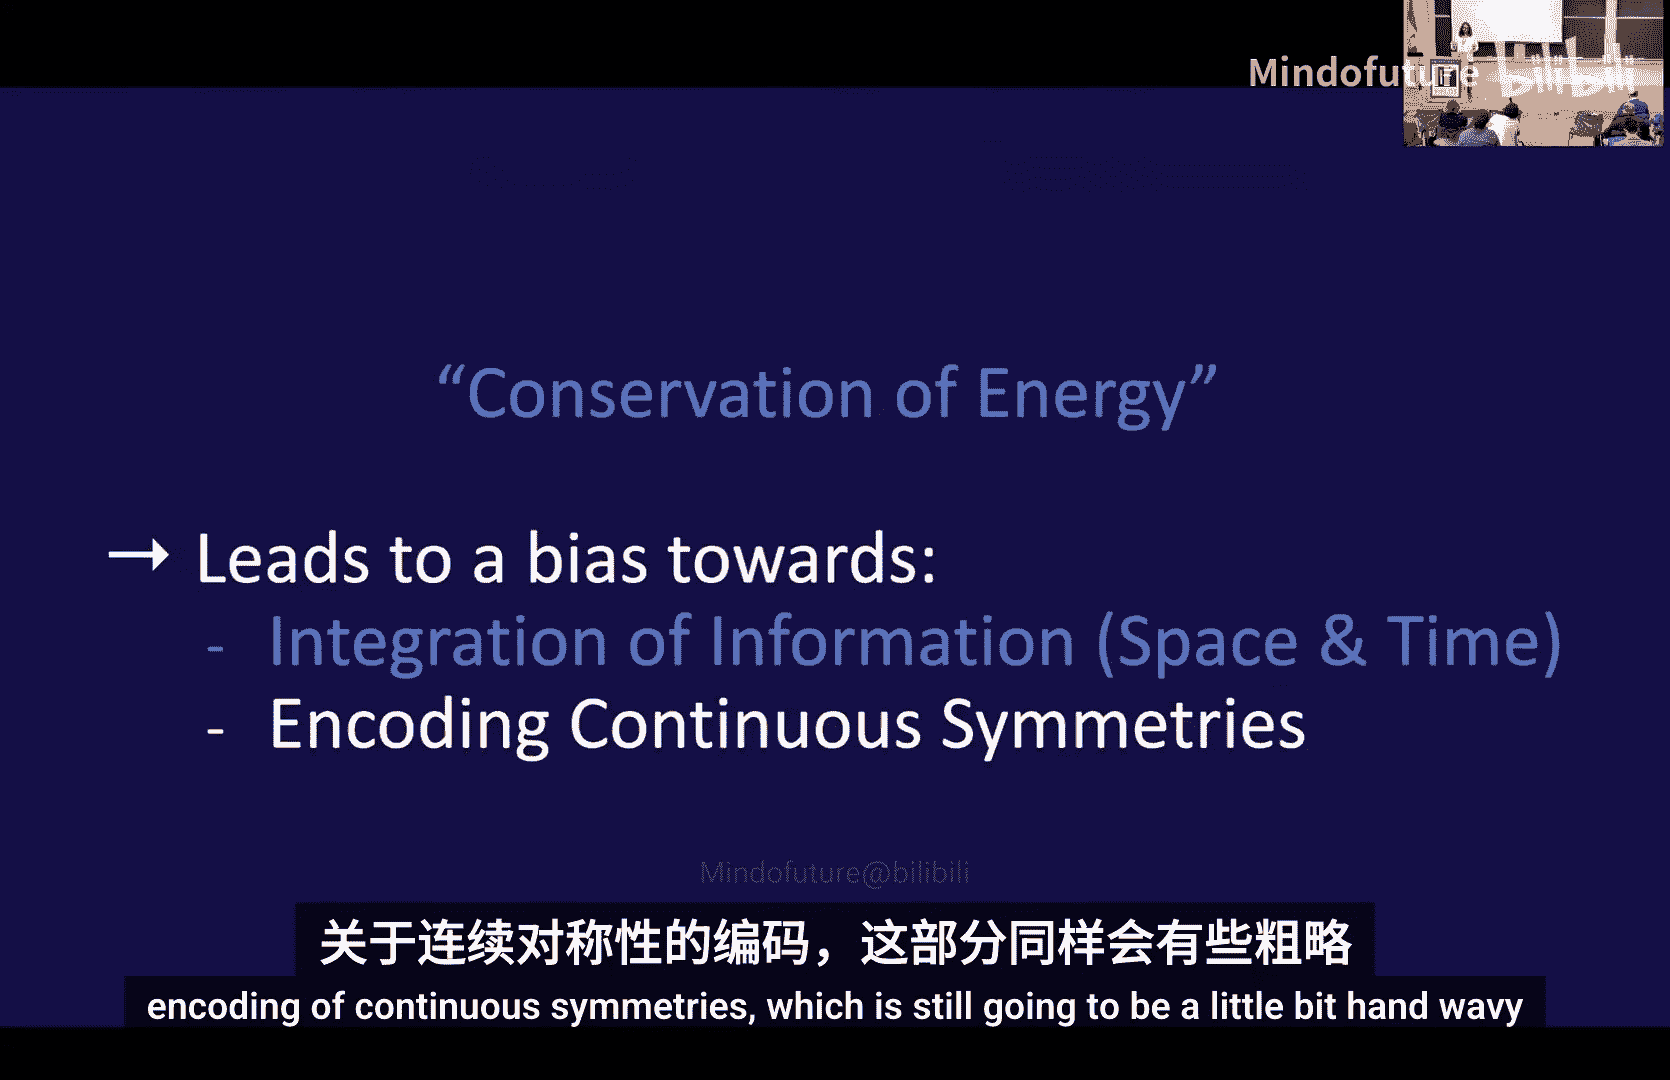 Mindofuture
bilibili
“Conservation of Energy”
→ Leads to a bias towards:
- Integration of Information (Space & Time)
- Encoding Continuous Symmetries
Mindofuture@bilibili
关于连续对称性的编码，这部分同样会有些粗略
encoding of continuous symmetries, which is still going to be a little bit hand wavy